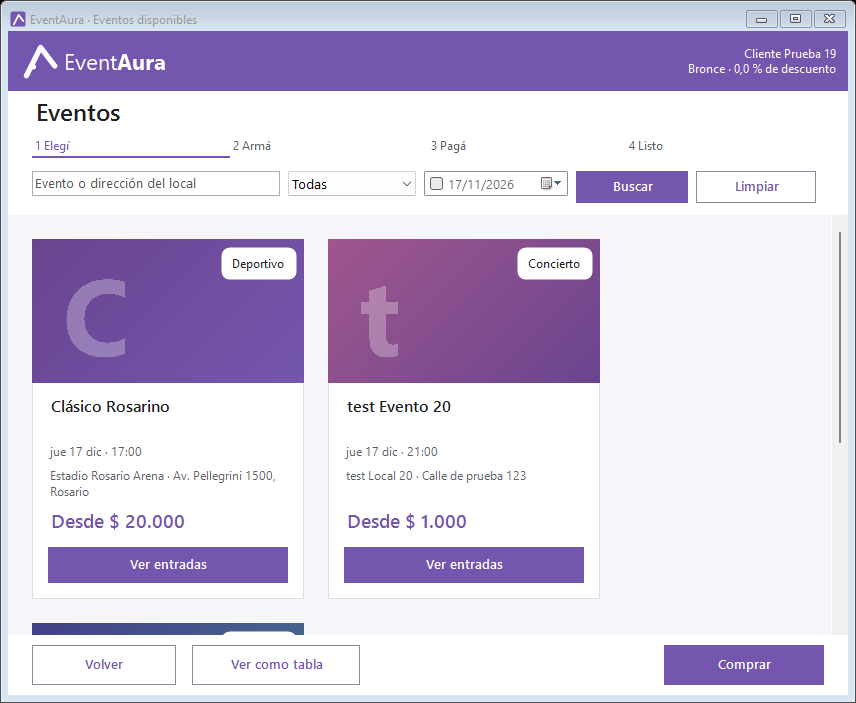 EventAura · Eventos disponibles
EventAura
Cliente Prueba 19
Bronce · 0,0 % de descuento
Eventos
1 Elegí
2 Armá
3 Pagá
4 Listo
Evento o dirección del local
Todas
17/11/2026
Buscar
Limpiar
C
Deportivo
Clásico Rosarino
jue 17 dic · 17:00
Estadio Rosario Arena · Av. Pellegrini 1500,
Rosario
Desde $ 20.000
Ver entradas
t
Concierto
test Evento 20
jue 17 dic · 21:00
test Local 20 · Calle de prueba 123
Desde $ 1.000
Ver entradas
Volver
Ver como tabla
Comprar